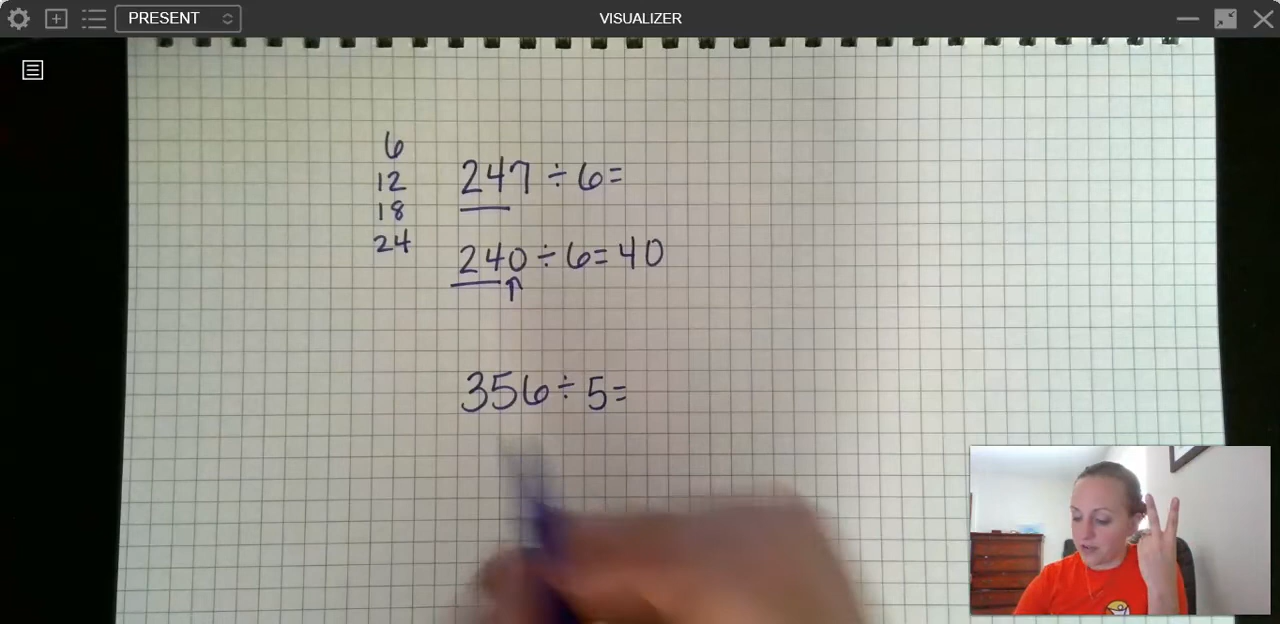 PRESENT
VISUALIZER
6
12
18
24
247 ÷ 6 =
240 ÷ 6 = 40
356 ÷ 5 =